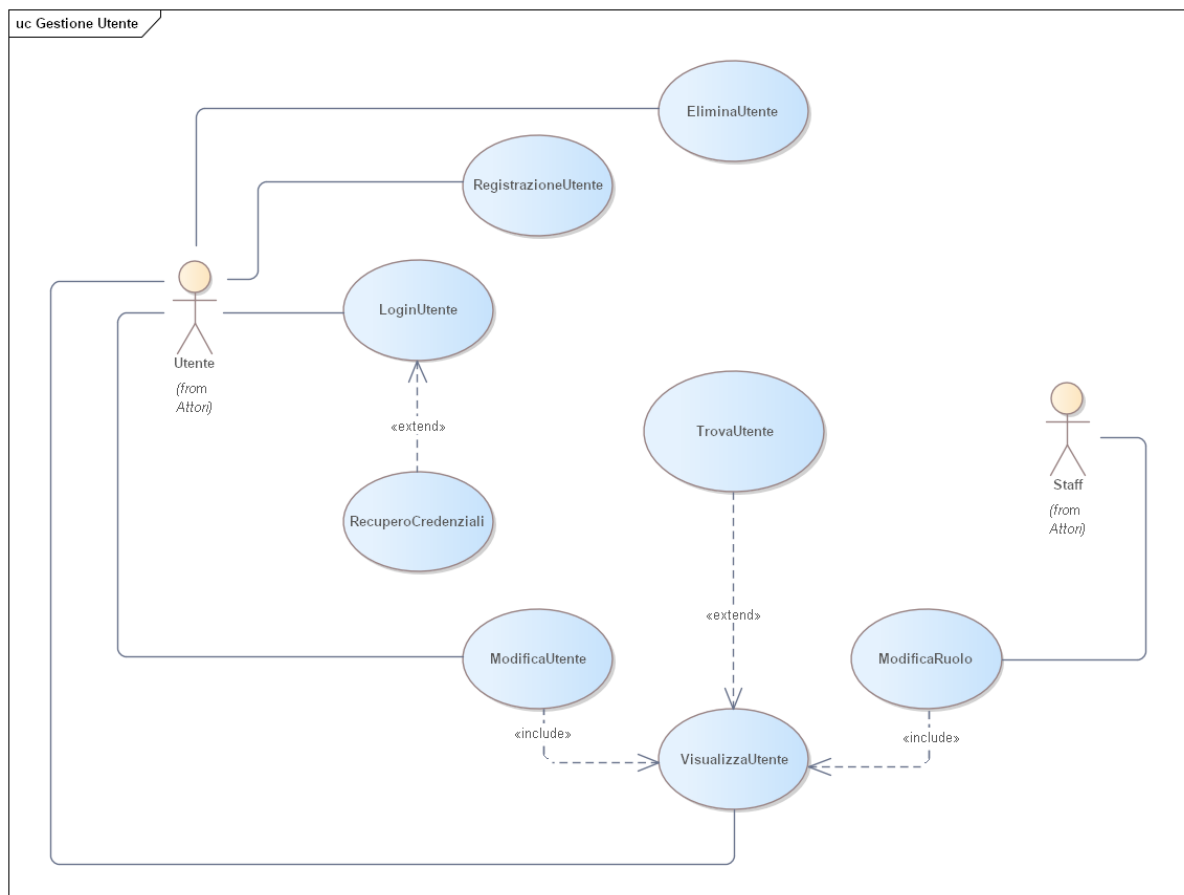 uc Gestione Utente
EliminaUtente
RegistrazioneUtente
LoginUtente
Utente
(from
Attori)
«extend»
TrovaUtente
Staff
(from
Attori)
RecuperoCredenziali
«extend»
ModificaUtente
ModificaRuolo
«include»
«include»
VisualizzaUtente